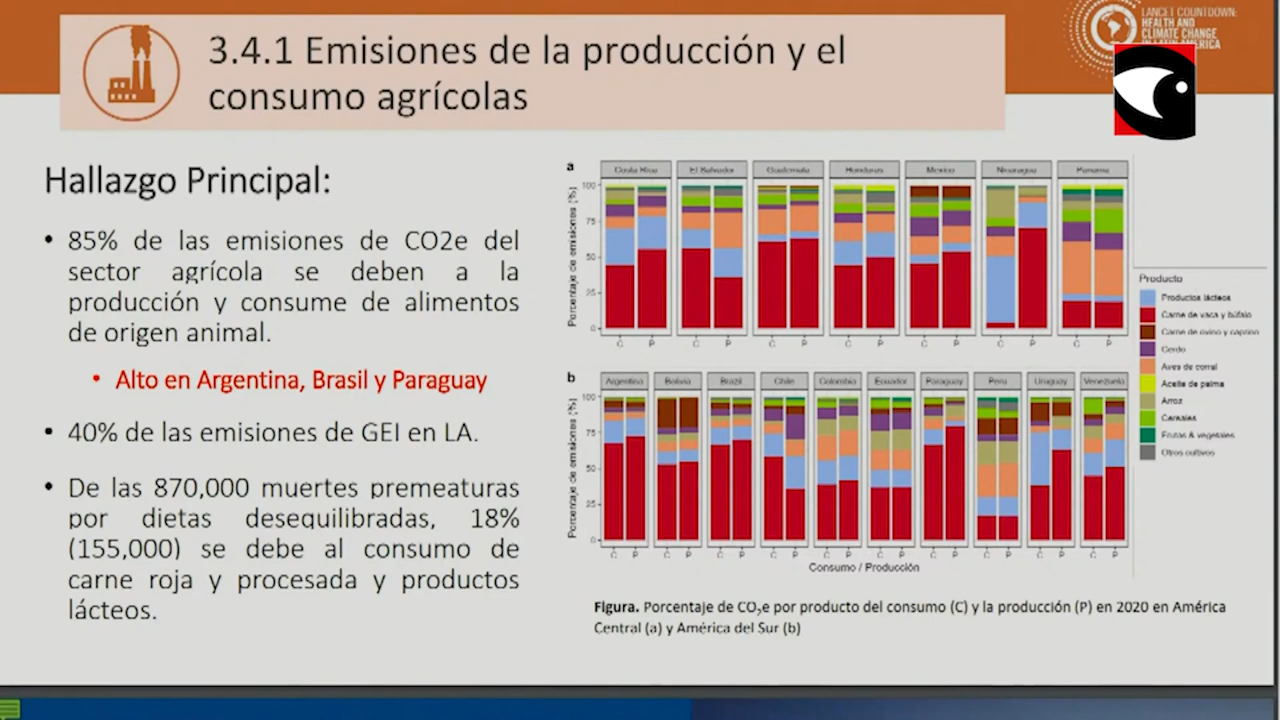 LANCET COUNTDOWN:
HEALTH AND
CLIMATE CHANGE
IN LATIN AMERICA
3.4.1 Emisiones de la producción y el
consumo agrícolas
Hallazgo Principal:
• 85% de las emisiones de CO2e del
sector agrícola se deben a la
producción y consume de alimentos
de origen animal.
• Alto en Argentina, Brasil y Paraguay
• 40% de las emisiones de GEI en LA.
• De las 870,000 muertes premeaturas
por dietas desequilibradas, 18%
(155,000) se debe al consumo de
carne roja y procesada y productos
lácteos.
a
Costa Rica El Salvador Guatemala Honduras Mexico Nicaragua Panama
Porcentaje de emisiones (%)
100
75
50
25
0
C P C P C P C P C P C P C P
b
Argentina Bolivia Brazil Chile Colombia Ecuador Paraguay Peru Uruguay Venezuela
Porcentaje de emisiones (%)
100
75
50
25
0
C P C P C P C P C P C P C P C P C P C P
Consumo / Producción
Producto
Productos lácteos
Carne de vaca y búfalo
Carne de ovino y caprino
Cerdo
Aves de corral
Aceite de palma
Arroz
Cereales
Frutas & vegetales
Otros cultivos
Figura. Porcentaje de CO₂e por producto del consumo (C) y la producción (P) en 2020 en América
Central (a) y América del Sur (b)